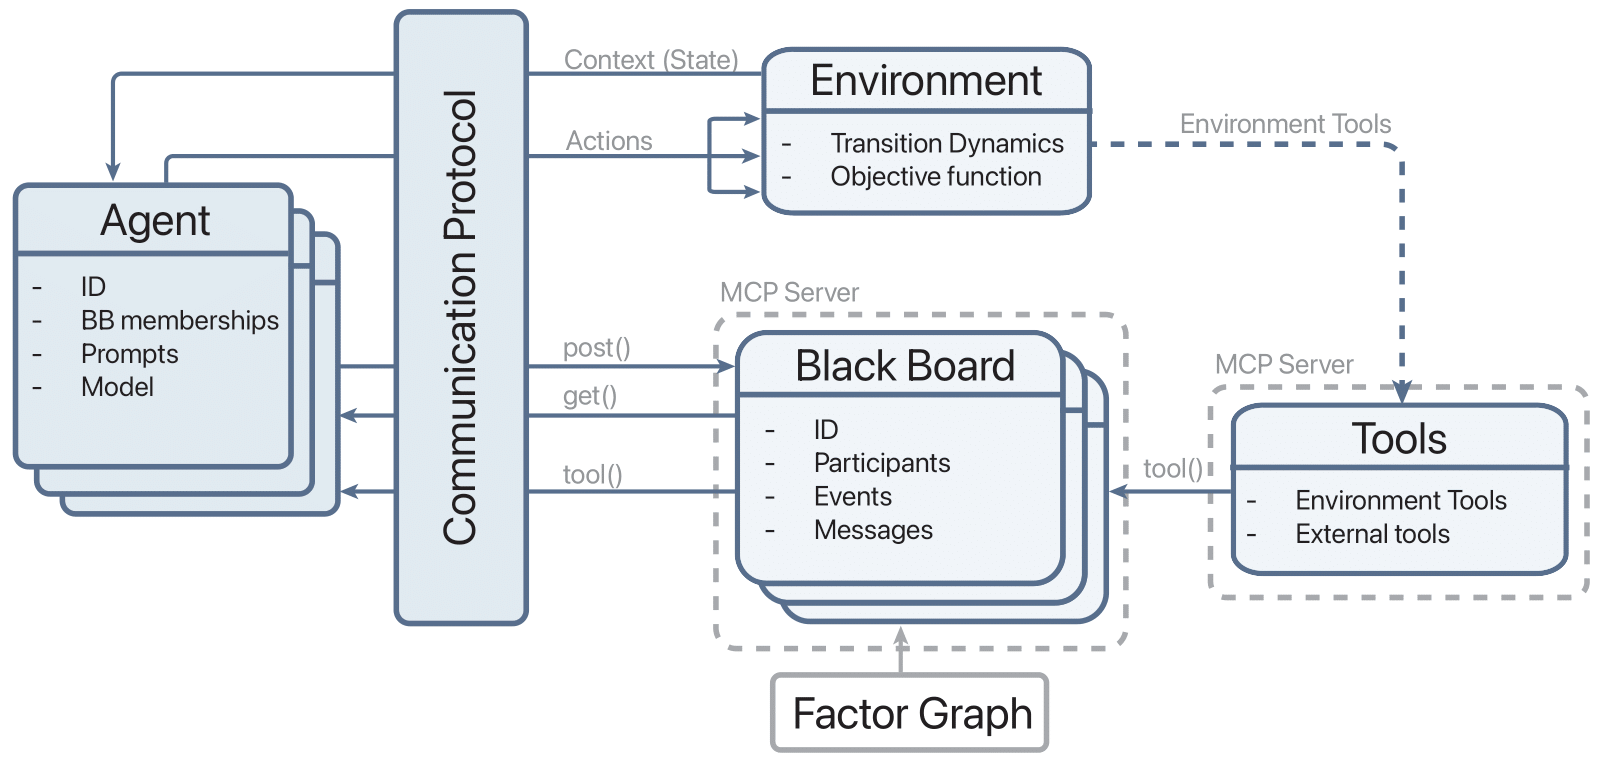 Context (State)
Environment
Actions
- Transition Dynamics
- Objective function
Environment Tools
Communication Protocol
Agent
- ID
- BB memberships
- Prompts
- Model
MCP Server
post()
get()
tool()
Black Board
- ID
- Participants
- Events
- Messages
MCP Server
tool()
Tools
- Environment Tools
- External tools
Factor Graph